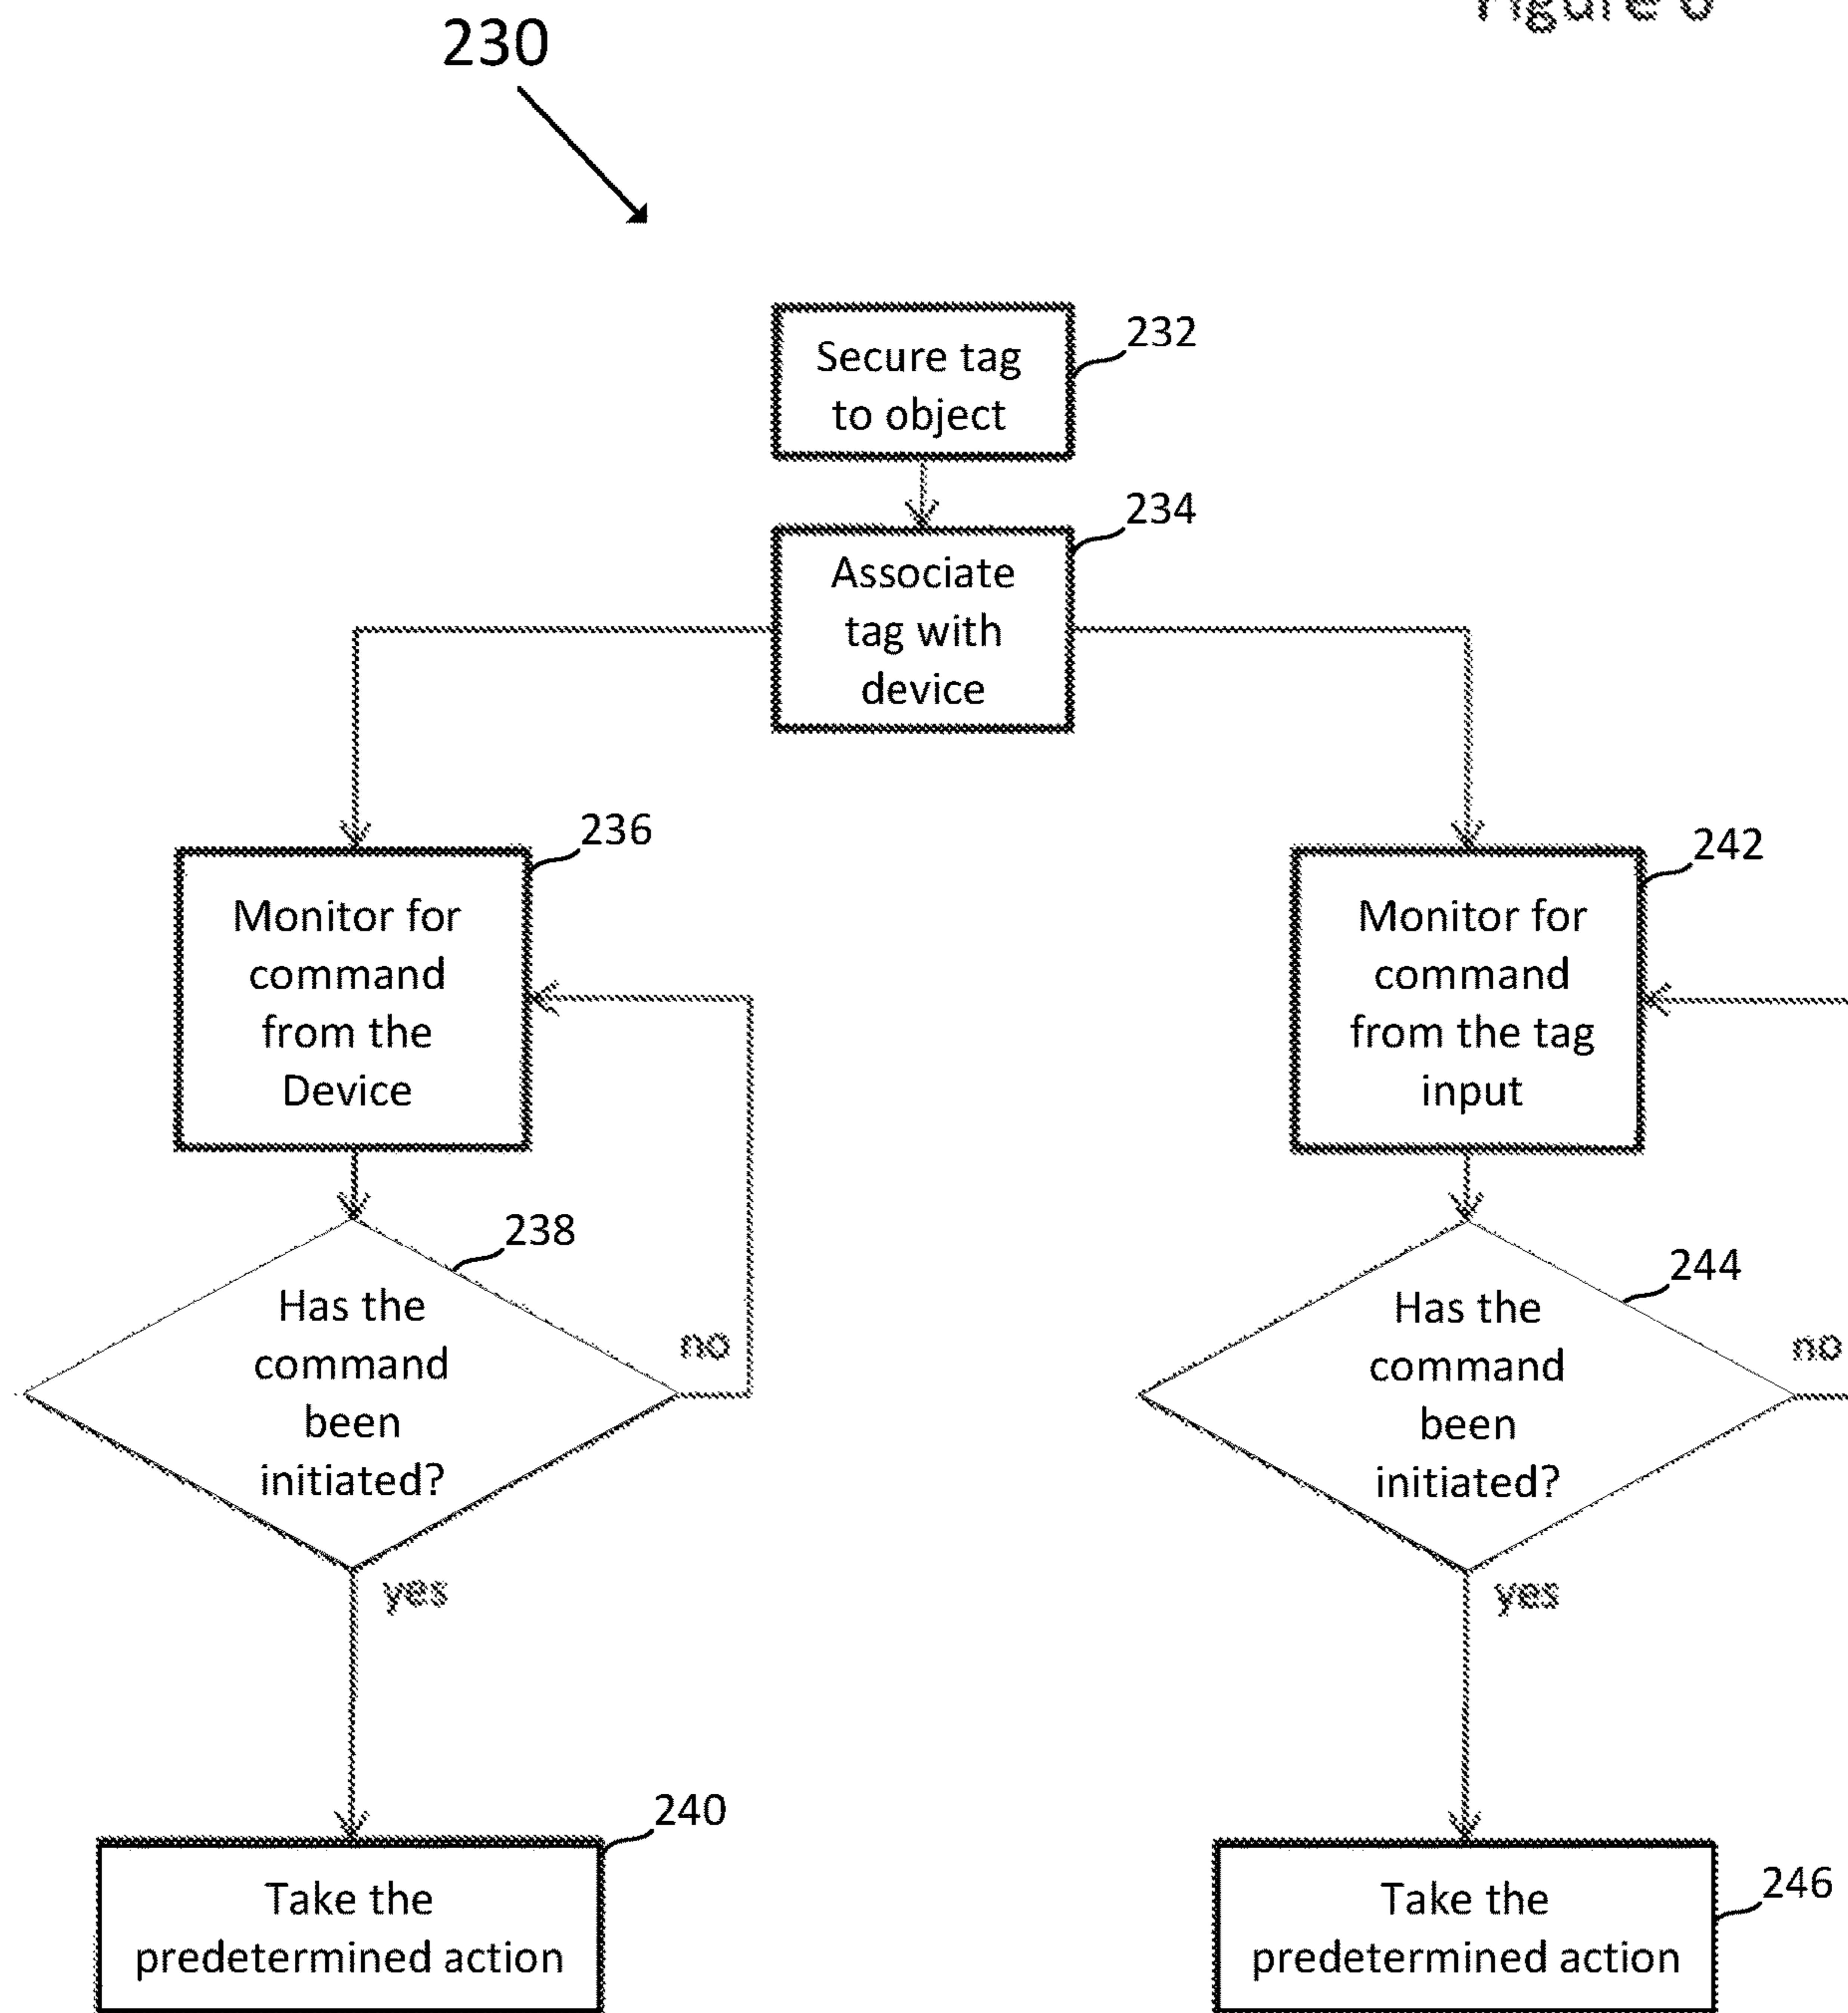 230
232
Secure tag
to object
234
Associate
tag with
device
236
Monitor for
command
from the
Device
238
Has the
command
been
initiated?
no
yes
240
Take the
predetermined action
242
Monitor for
command
from the tag
input
244
Has the
command
been
initiated?
no
yes
246
Take the
predetermined action